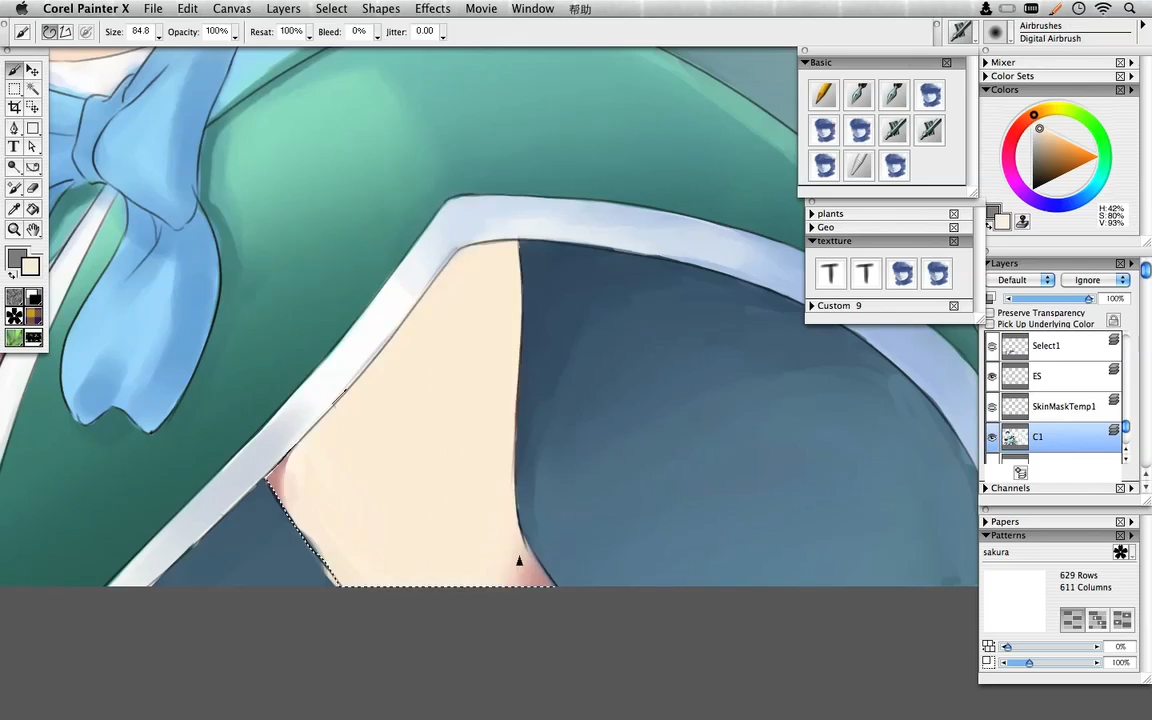 Corel Painter X File Edit Canvas Layers Select Shapes Effects Movie Window 帮助
Size: 84.8 Opacity: 100% Resat: 100% Bleed: 0% Jitter: 0.00
Airbrushes
Digital Airbrush
Basic
plants
Geo
textture
Custom 9
Mixer
Color Sets
Colors
H:42%
S:80%
V:93%
Layers
Default Ignore
100%
Preserve Transparency
Pick Up Underlying Color
Select1
ES
SkinMaskTemp1
C1
Channels
Papers
Patterns
sakura
629 Rows
611 Columns
0%
100%